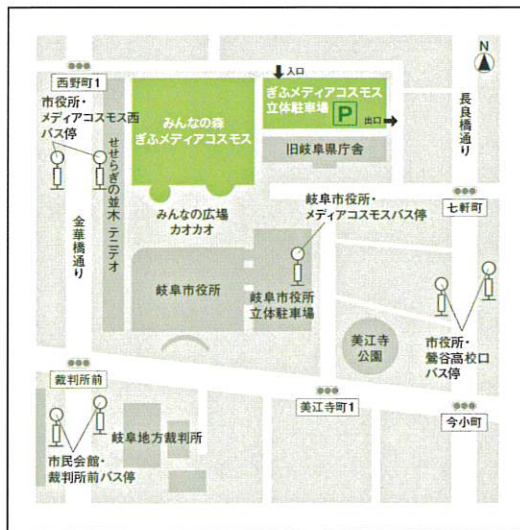 N
西野町1
入口
ぎふメディアコスモス
立体駐車場
P
出口
市役所・
メディアコスモス西
バス停
みんなの森
ぎふメディアコスモス
せせらぎの並木 テニテオ
旧岐阜県庁舎
長良橋通り
みんなの広場
カオカオ
岐阜市役所・
メディアコスモスバス停
七軒町
金華橋通り
岐阜市役所
岐阜市役所
立体駐車場
美江寺
公園
市役所・
鶯谷高校口
バス停
裁判所前
美江寺町1
今小町
岐阜地方裁判所
市民会館・
裁判所前バス停